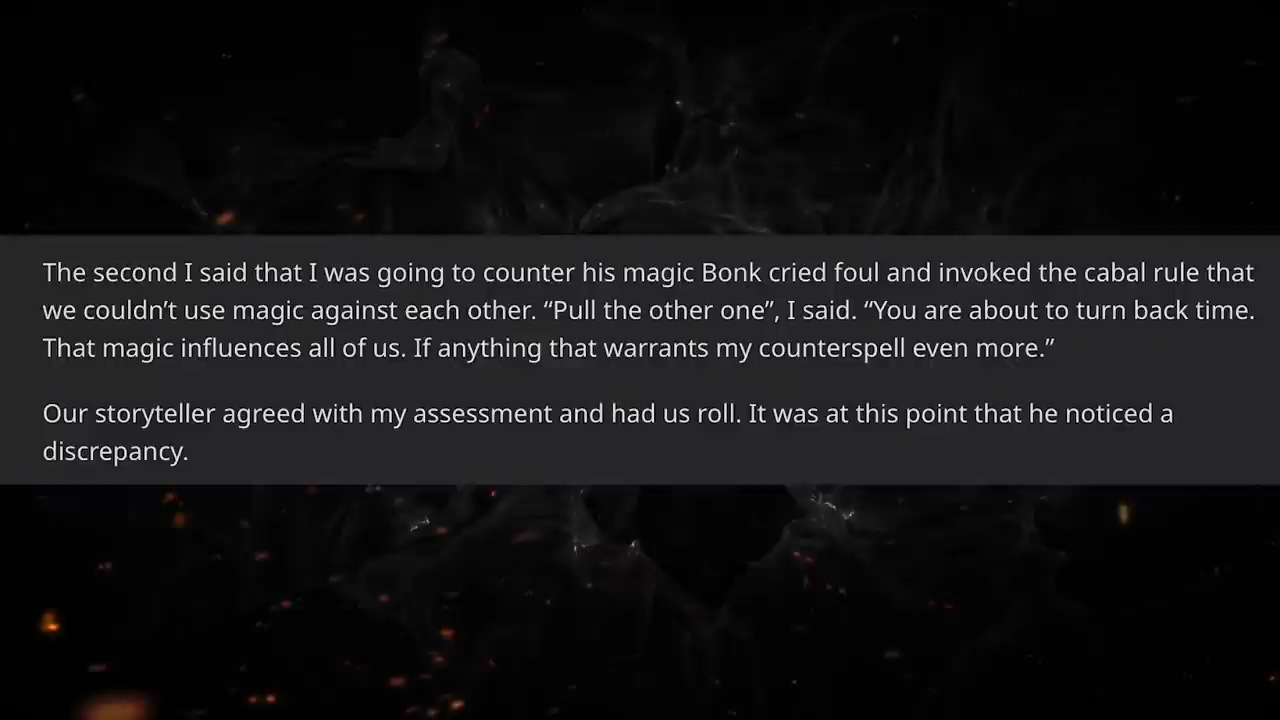 The second I said that I was going to counter his magic Bonk cried foul and invoked the cabal rule that
we couldn’t use magic against each other. “Pull the other one”, I said. “You are about to turn back time.
That magic influences all of us. If anything that warrants my counterspell even more.”
Our storyteller agreed with my assessment and had us roll. It was at this point that he noticed a
discrepancy.